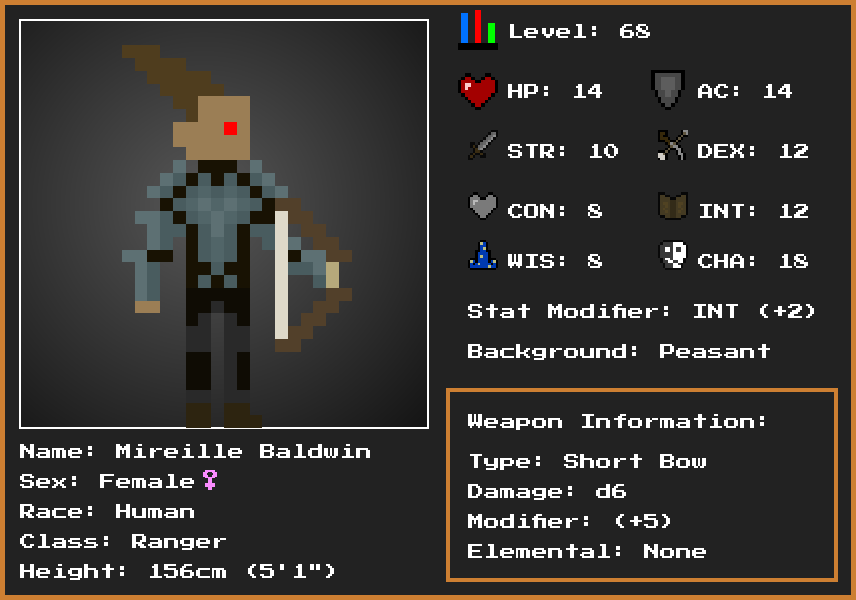 Level: 68
HP: 14
AC: 14
STR: 10
DEX: 12
CON: 8
INT: 12
WIS: 8
CHA: 18
Stat Modifier: INT (+2)
Background: Peasant
Weapon Information:
Type: Short Bow
Damage: d6
Modifier: (+5)
Elemental: None
Name: Mireille Baldwin
Sex: Female♀
Race: Human
Class: Ranger
Height: 156cm (5'1")